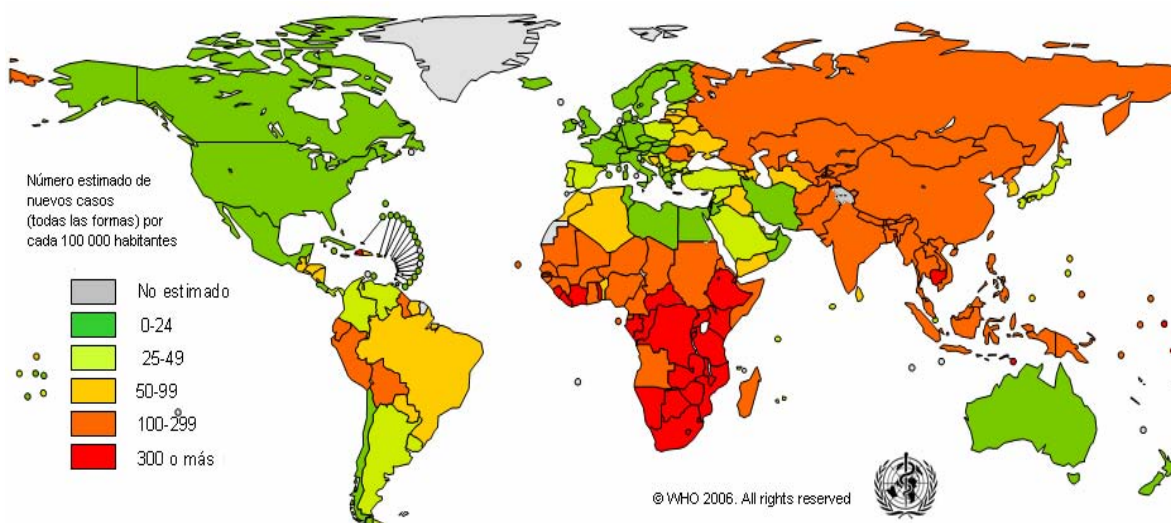 Número estimado de
nuevos casos
(todas las formas) por
cada 100 000 habitantes
No estimado
0-24
25-49
50-99
100-299
300 o más
© WHO 2006. All rights reserved